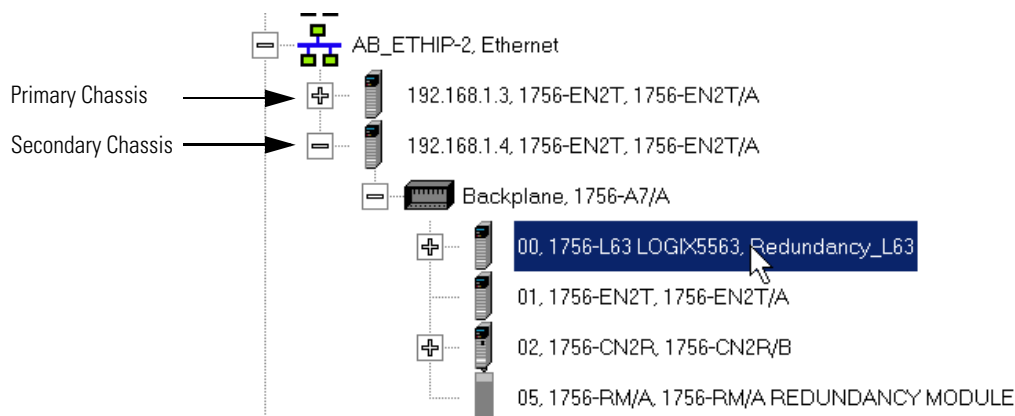 AB_ETHIP-2, Ethernet
Primary Chassis
192.168.1.3, 1756-EN2T, 1756-EN2T/A
Secondary Chassis
192.168.1.4, 1756-EN2T, 1756-EN2T/A
Backplane, 1756-A7/A
00, 1756-L63 LOGIX5563, Redundancy_L63
01, 1756-EN2T, 1756-EN2T/A
02, 1756-CN2R, 1756-CN2R/B
05, 1756-RM/A, 1756-RM/A REDUNDANCY MODULE